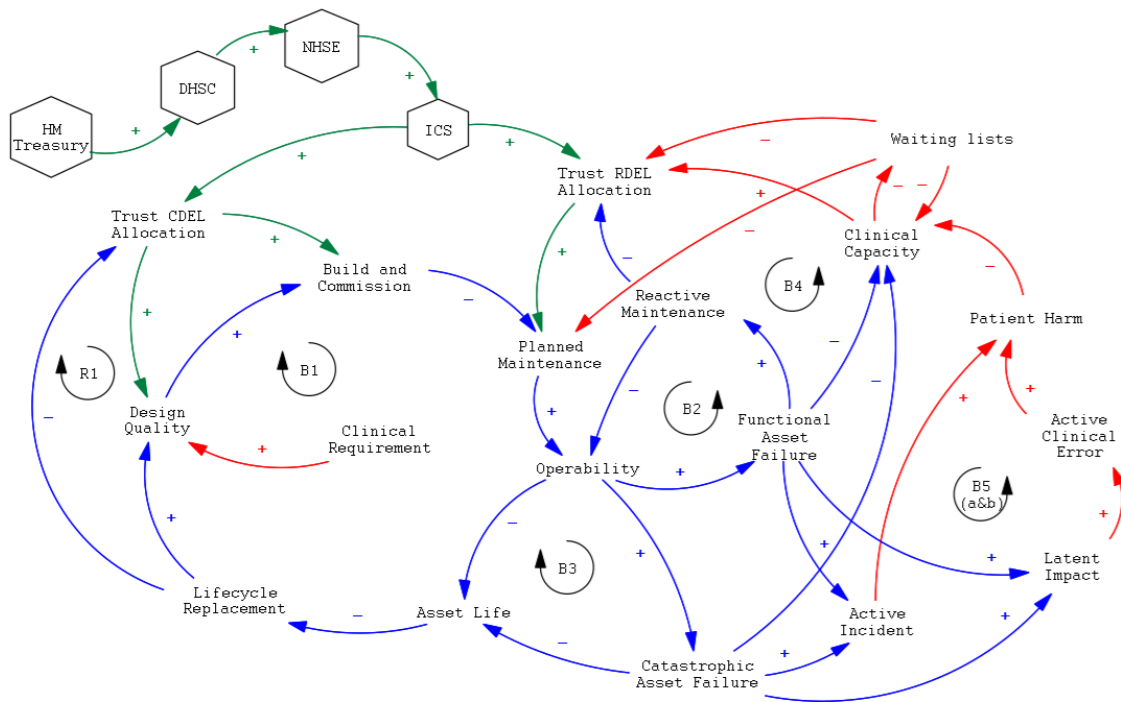 NHSE
+
+
DHSC
+
HM
Treasury
ICS
+
+
Waiting lists
−
Trust RDEL
Allocation
+
− −
Trust CDEL
Allocation
+
−
Clinical
Capacity
+
−
−
B4
Build and
Commission
−
Reactive
Maintenance
Patient Harm
+
+
Planned
Maintenance
−
R1
B1
+
−
−
+
+
−
B2
+
Design
Quality
Clinical
Requirement
+
+
Functional
Asset
Failure
Active
Clinical
Error
Operability
+
B5
(a&b)
+
−
+
+
+
B3
+
Latent
Impact
Lifecycle
Replacement
−
Asset Life
Active
Incident
+
−
+
Catastrophic
Asset Failure